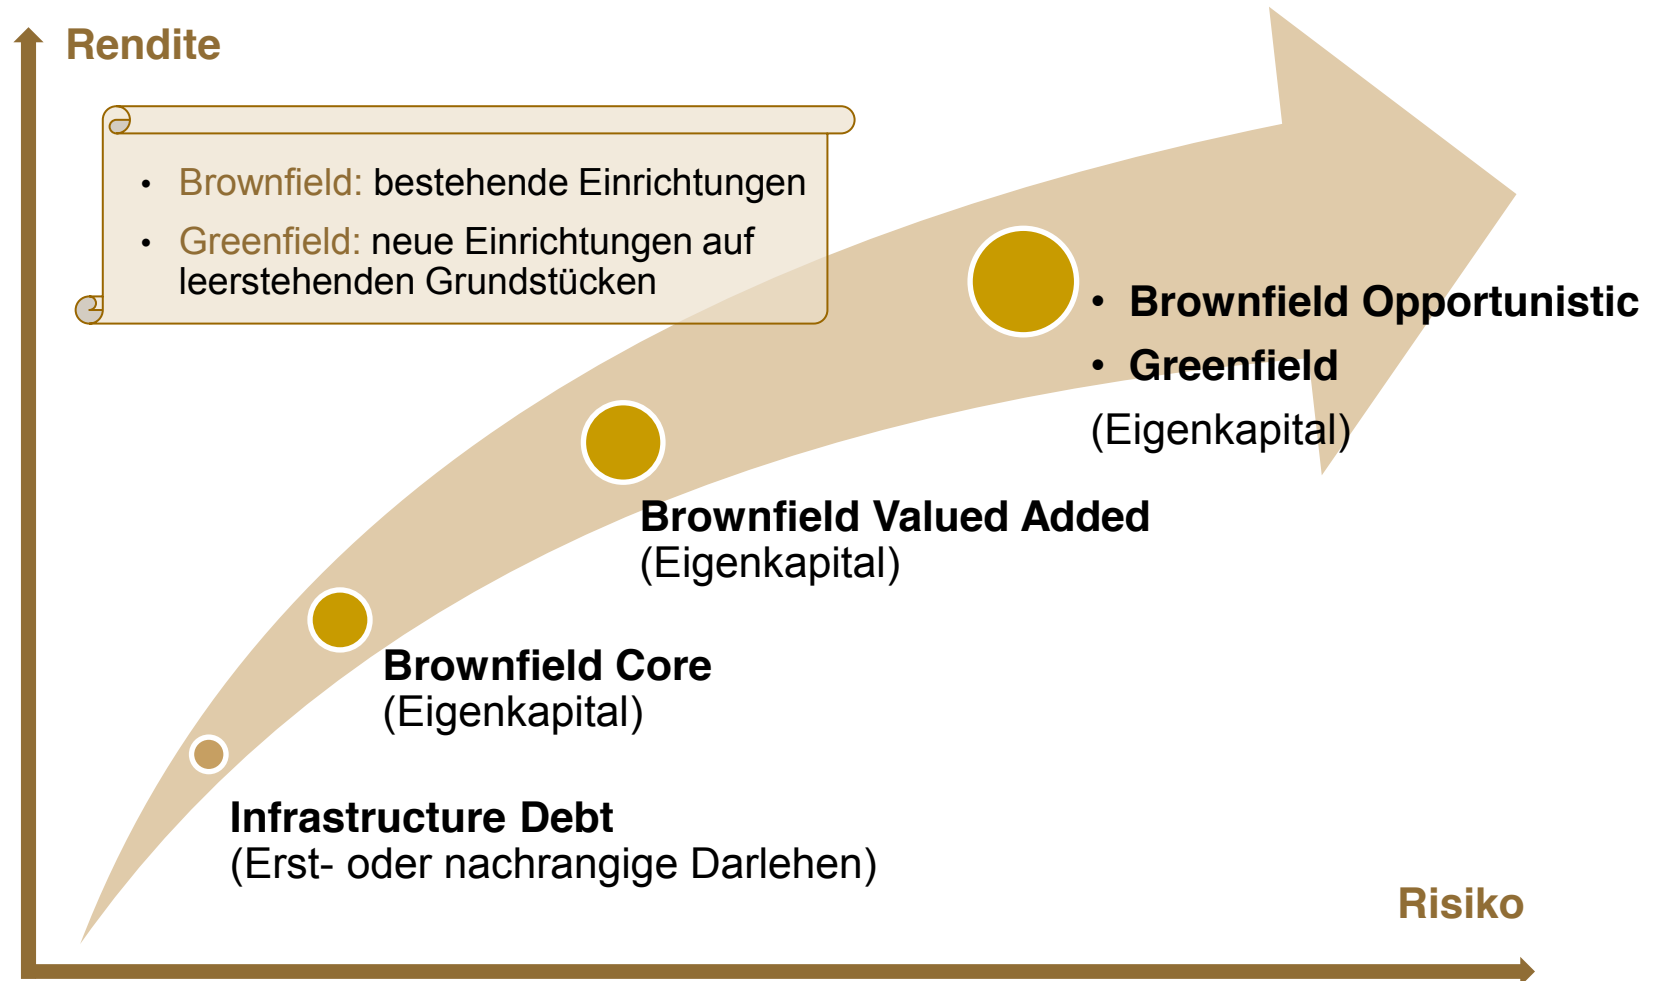 Rendite
• Brownfield: bestehende Einrichtungen
• Greenfield: neue Einrichtungen auf
leerstehenden Grundstücken
• Brownfield Opportunistic
• Greenfield
(Eigenkapital)
Brownfield Valued Added
(Eigenkapital)
Brownfield Core
(Eigenkapital)
Infrastructure Debt
(Erst- oder nachrangige Darlehen)
Risiko